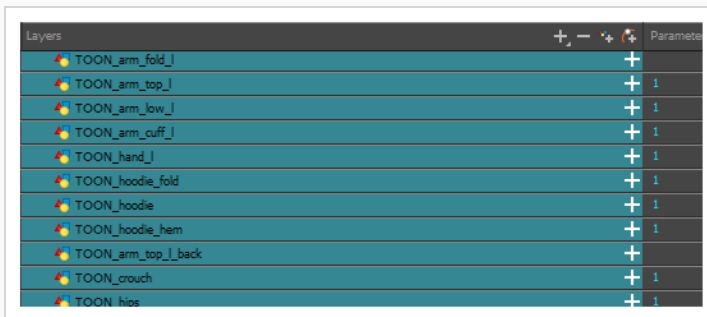 Layers Paramete
TOON_arm_fold_l
TOON_arm_top_l 1
TOON_arm_low_l 1
TOON_arm_cuff_l 1
TOON_hand_l 1
TOON_hoodie_fold 1
TOON_hoodie 1
TOON_hoodie_hem 1
TOON_arm_top_l_back
TOON_crouch 1
TOON_hips 1